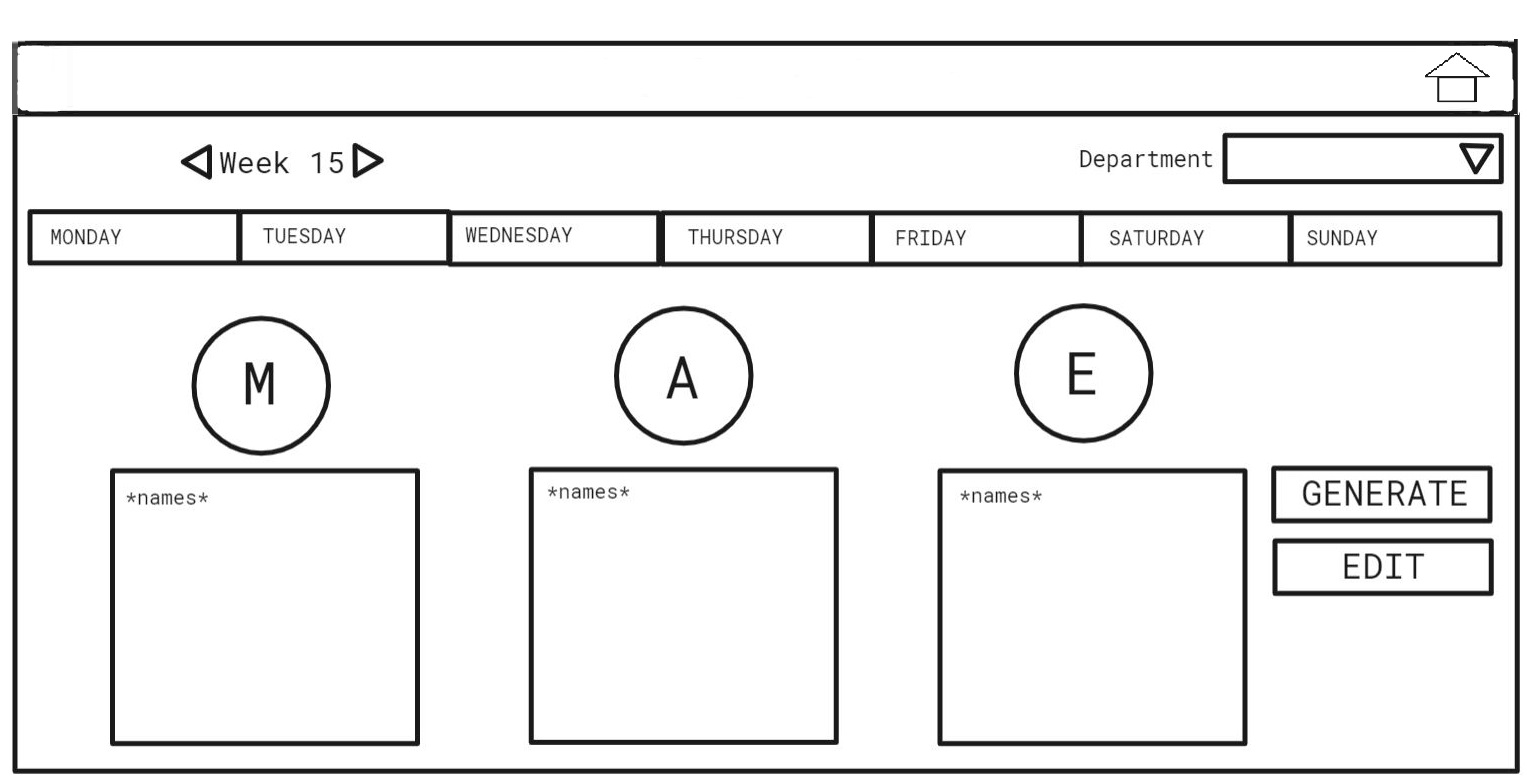 Week 15
Department
MONDAY TUESDAY WEDNESDAY THURSDAY FRIDAY SATURDAY SUNDAY
M A E
*names* *names* *names*
GENERATE
EDIT